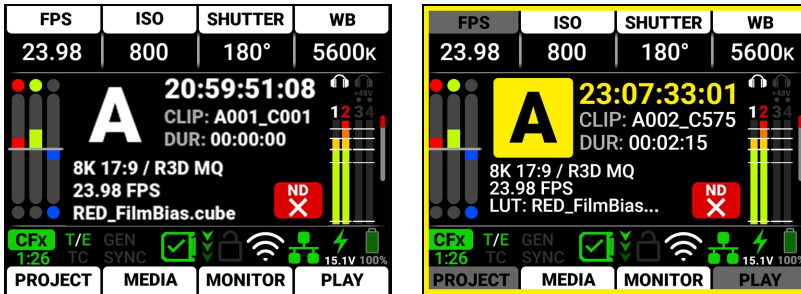 FPS ISO SHUTTER WB
23.98 800 180° 5600K
A
20:59:51:08
CLIP: A001_C001
DUR: 00:00:00
+48V
1 2 3 4
8K 17:9 / R3D MQ
23.98 FPS
RED_FilmBias.cube
ND
CFx T/E GEN
1:26 TC SYNC
15.1V 100%
PROJECT MEDIA MONITOR PLAY
FPS ISO SHUTTER WB
23.98 800 180° 5600K
A
23:07:33:01
CLIP: A002_C575
DUR: 00:02:15
+48V
1 2 3 4
8K 17:9 / R3D MQ
23.98 FPS
LUT: RED_FilmBias...
ND
CFx T/E GEN
1:26 TC SYNC
15.1V 100%
PROJECT MEDIA MONITOR PLAY